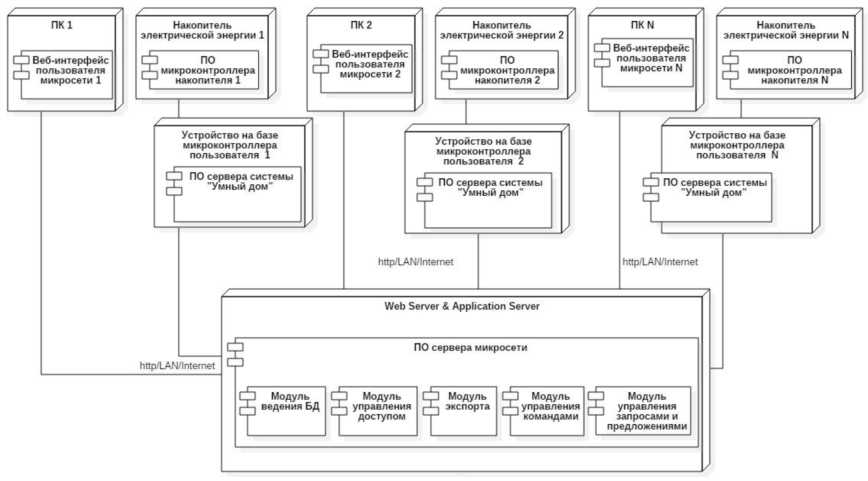 ПК 1
Веб-интерфейс
пользователя
микросети 1
Накопитель
электрической энергии 1
ПО
микроконтроллера
накопителя 1
ПК 2
Веб-интерфейс
пользователя
микросети 2
Накопитель
электрической энергии 2
ПО
микроконтроллера
накопителя 2
ПК N
Веб-интерфейс
пользователя
микросети N
Накопитель
электрической энергии N
ПО
микроконтроллера
накопителя N
Устройство на базе
микроконтроллера
пользователя 1
ПО сервера системы
"Умный дом"
Устройство на базе
микроконтроллера
пользователя 2
ПО сервера системы
"Умный дом"
Устройство на базе
микроконтроллера
пользователя N
ПО сервера системы
"Умный дом"
http/LAN/Internet
http/LAN/Internet
http/LAN/Internet
Web Server & Application Server
ПО сервера микросети
Модуль
ведения БД
Модуль
управления
доступом
Модуль
экспорта
Модуль
управления
командами
Модуль
управления
запросами и
предложениями